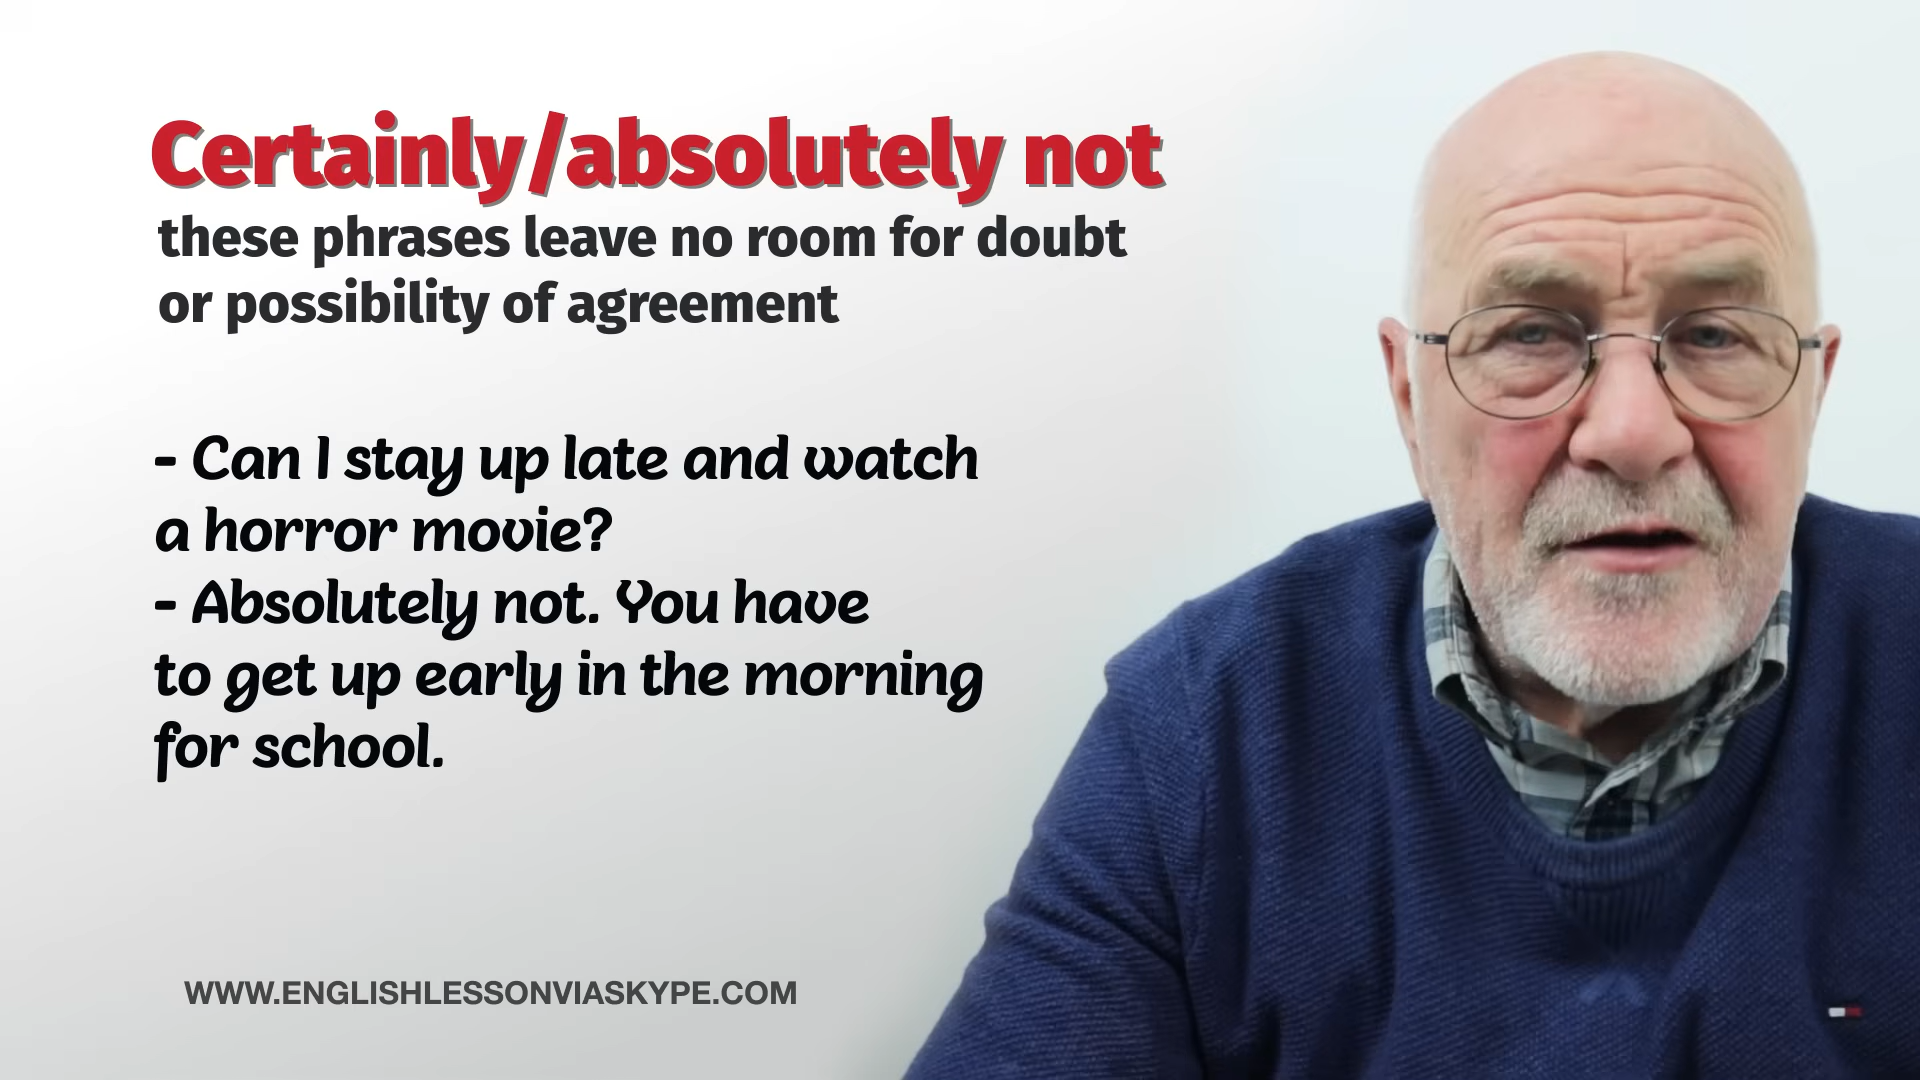 Certainly/absolutely not
these phrases leave no room for doubt
or possibility of agreement
- Can I stay up late and watch
a horror movie?
- Absolutely not. You have
to get up early in the morning
for school.
WWW.ENGLISHLESSONVIASKYPE.COM